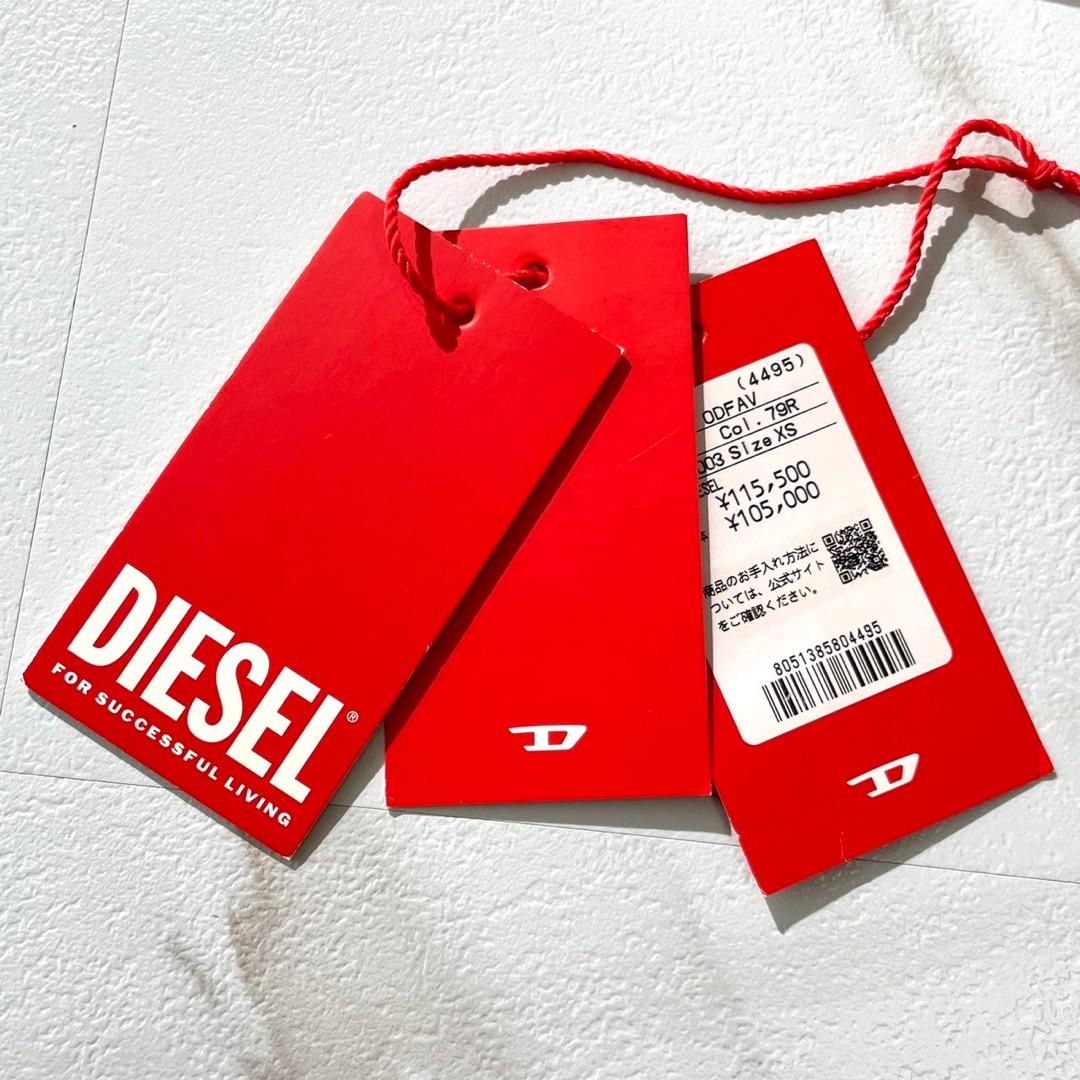 DIESEL®
FOR SUCCESSFUL LIVING
D
(4495)
ODFAV
Col.79R
003 Size XS
¥115,500
¥105,000
商品のお手入れ方法に
ついては、公式サイト
をご確認ください。
8051385804495
D